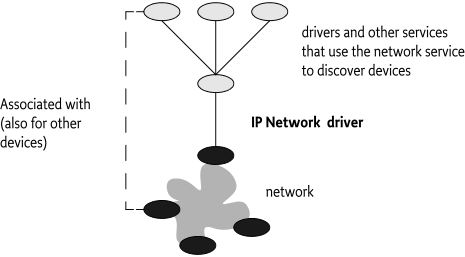 drivers and other services
that use the network service
to discover devices
Associated with
(also for other
devices)
IP Network driver
network